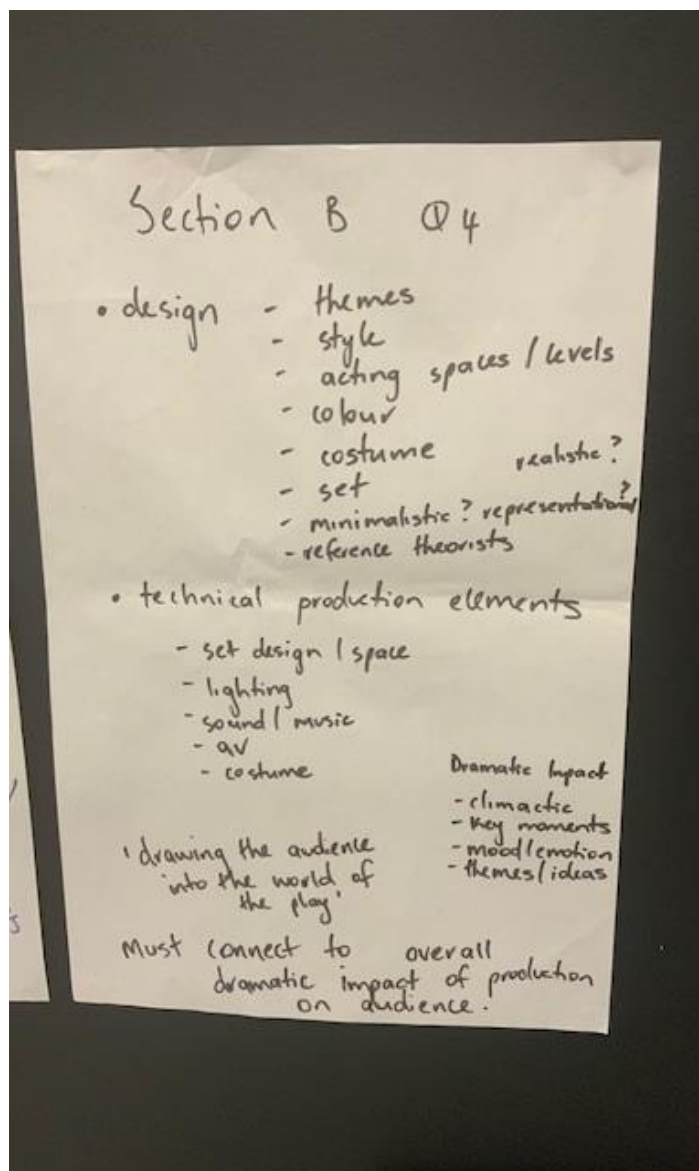 Section B Q4
• design - themes
- style
- acting spaces / levels
- colour
- costume realistic?
- set
- minimalistic? representational?
- reference theorists
• technical production elements
- set design / space
- lighting
- sound / music
- av
- costume
Dramatic Impact
- climactic
- key moments
- mood/emotion
- themes/ideas
'drawing the audience
into the world of
the play'
Must connect to overall
dramatic impact of production
on audience.